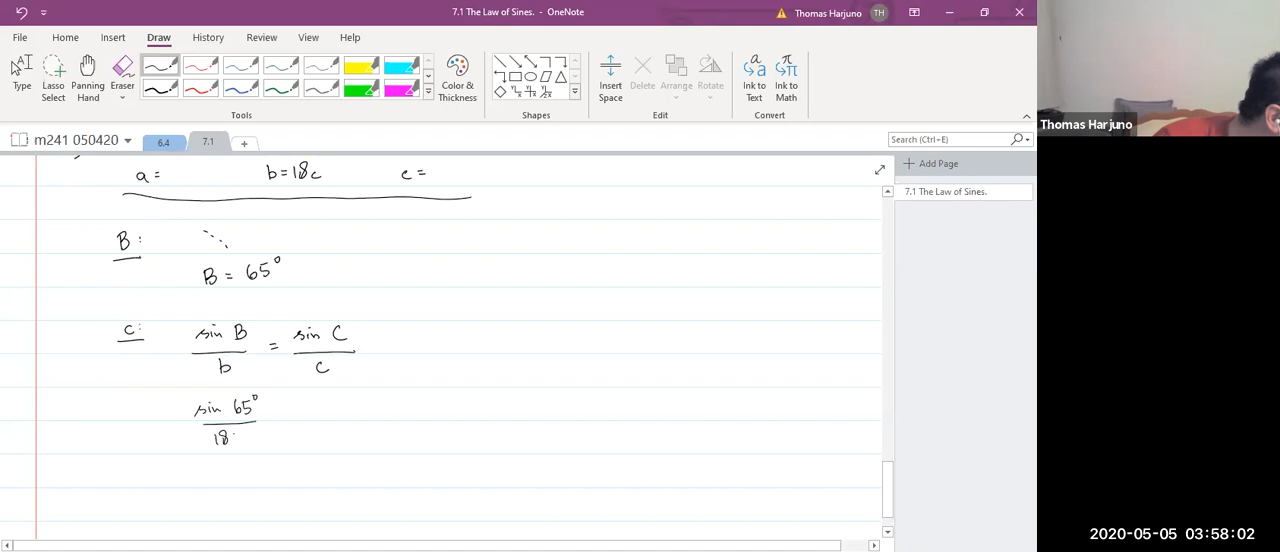 7.1 The Law of Sines. - OneNote
Thomas Harjuno TH
File Home Insert Draw History Review View Help
Type
Lasso Select
Panning Hand
Eraser
Color & Thickness
Insert Space
Delete
Arrange
Rotate
Ink to Text
Ink to Math
Tools Shapes Edit Convert
m241 050420 6.4 7.1
Search (Ctrl+E)
Add Page
7.1 The Law of Sines.
Thomas Harjuno
a = b = 18c c =
B:
B = 65°
c: sin B / b = sin C / c
sin 65° / 18
2020-05-05 03:58:02